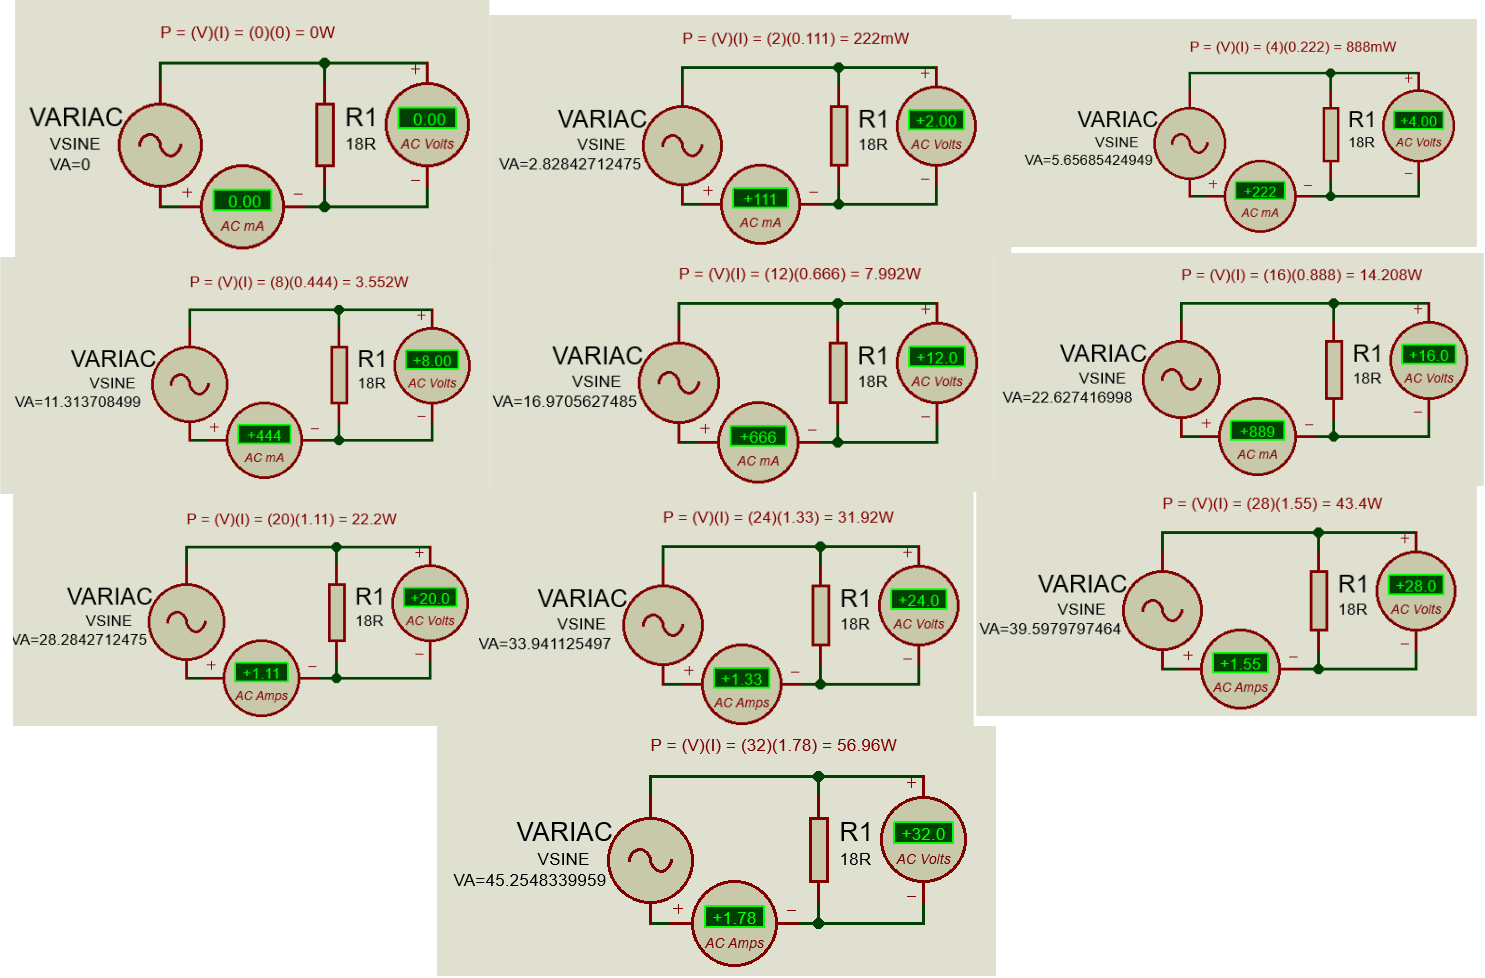 P = (V)(I) = (0)(0) = 0W
+
VARIAC
VSINE
VA=0
R1
18R
0.00
AC Volts
−
+
0.00
AC mA
−
P = (V)(I) = (2)(0.111) = 222mW
+
VARIAC
VSINE
VA=2.82842712475
R1
18R
+2.00
AC Volts
−
+
+111
AC mA
−
P = (V)(I) = (4)(0.222) = 888mW
+
VARIAC
VSINE
VA=5.65685424949
R1
18R
+4.00
AC Volts
−
+
+222
AC mA
−
P = (V)(I) = (8)(0.444) = 3.552W
+
VARIAC
VSINE
VA=11.313708499
R1
18R
+8.00
AC Volts
−
+
+444
AC mA
−
P = (V)(I) = (12)(0.666) = 7.992W
+
VARIAC
VSINE
VA=16.9705627485
R1
18R
+12.0
AC Volts
−
+
+666
AC mA
−
P = (V)(I) = (16)(0.888) = 14.208W
+
VARIAC
VSINE
VA=22.627416998
R1
18R
+16.0
AC Volts
−
+
+889
AC mA
−
P = (V)(I) = (20)(1.11) = 22.2W
+
VARIAC
VSINE
VA=28.2842712475
R1
18R
+20.0
AC Volts
−
+
+1.11
AC Amps
−
P = (V)(I) = (24)(1.33) = 31.92W
+
VARIAC
VSINE
VA=33.941125497
R1
18R
+24.0
AC Volts
−
+
+1.33
AC Amps
−
P = (V)(I) = (28)(1.55) = 43.4W
+
VARIAC
VSINE
VA=39.5979797464
R1
18R
+28.0
AC Volts
−
+
+1.55
AC Amps
−
P = (V)(I) = (32)(1.78) = 56.96W
+
VARIAC
VSINE
VA=45.2548339959
R1
18R
+32.0
AC Volts
−
+
+1.78
AC Amps
−